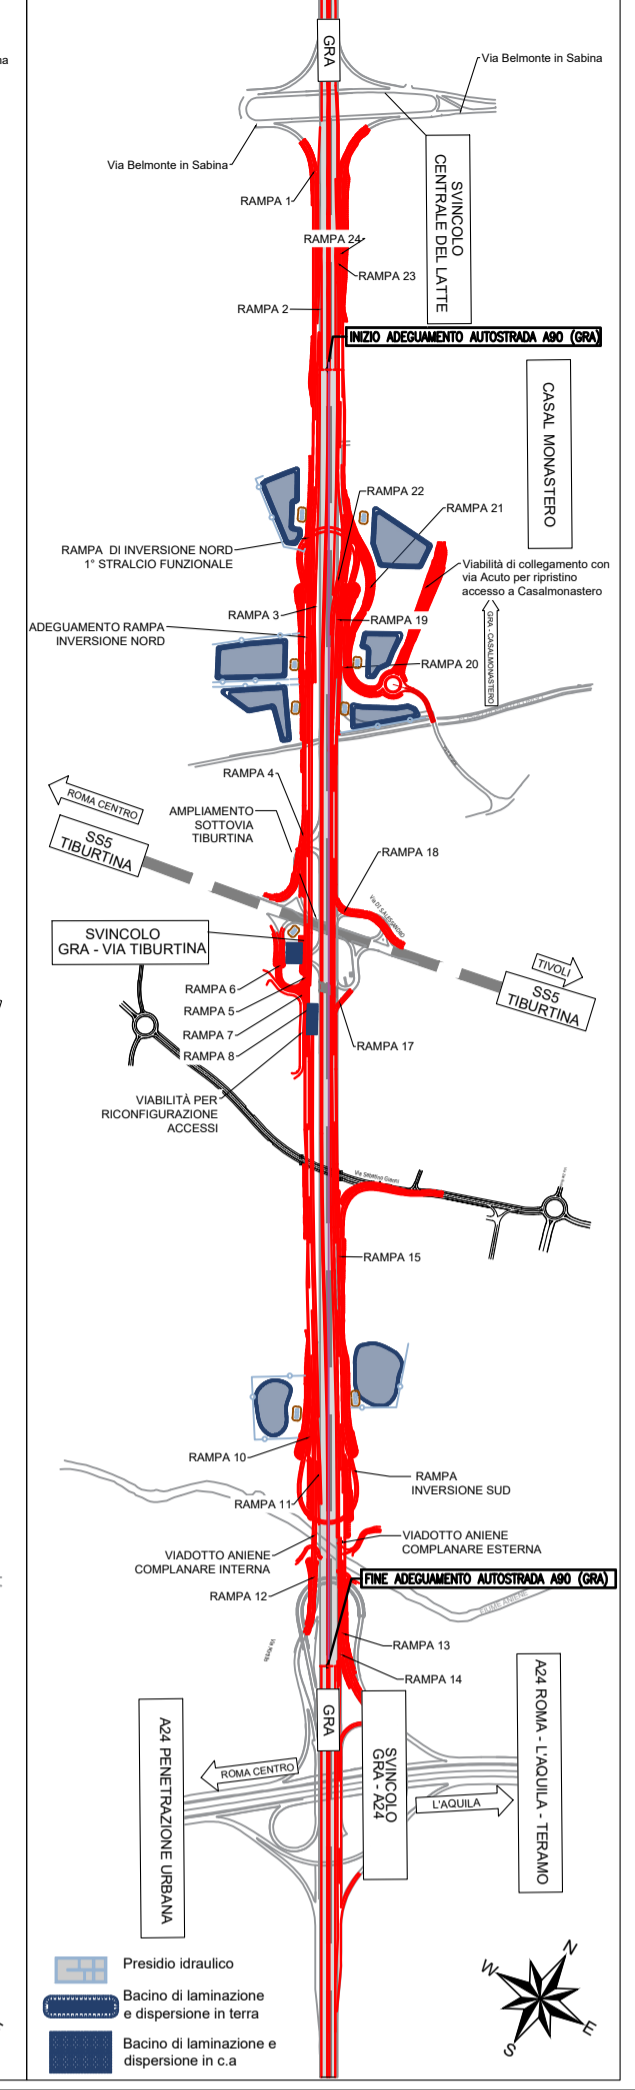 GRA
Via Belmonte in Sabina
Via Belmonte in Sabina
SVINCOLO
CENTRALE DEL LATTE
RAMPA 1
RAMPA 24
RAMPA 23
RAMPA 2
INIZIO ADEGUAMENTO AUTOSTRADA A90 (GRA)
CASAL MONASTERO
RAMPA 22
RAMPA 21
RAMPA DI INVERSIONE NORD
1° STRALCIO FUNZIONALE
Viabilità di collegamento con
via Acuto per ripristino
accesso a Casalmonastero
RAMPA 3
RAMPA 19
ADEGUAMENTO RAMPA
INVERSIONE NORD
GRA - CASALMONASTERO
RAMPA 20
RAMPA 4
ROMA CENTRO
AMPLIAMENTO
SOTTOVIA
TIBURTINA
SS5
TIBURTINA
RAMPA 18
SVINCOLO
GRA - VIA TIBURTINA
TIVOLI
SS5
TIBURTINA
RAMPA 6
RAMPA 5
RAMPA 7
RAMPA 8
RAMPA 17
VIABILITÀ PER
RICONFIGURAZIONE
ACCESSI
RAMPA 15
RAMPA 10
RAMPA
INVERSIONE SUD
RAMPA 11
VIADOTTO ANIENE
COMPLANARE ESTERNA
VIADOTTO ANIENE
COMPLANARE INTERNA
FINE ADEGUAMENTO AUTOSTRADA A90 (GRA)
RAMPA 12
FIUME ANIENE
RAMPA 13
RAMPA 14
GRA
SVINCOLO
GRA - A24
A24 ROMA - L'AQUILA - TERAMO
A24 PENETRAZIONE URBANA
ROMA CENTRO
L'AQUILA
Presidio idraulico
Bacino di laminazione
e dispersione in terra
Bacino di laminazione e
dispersione in c.a
N
W
E
S